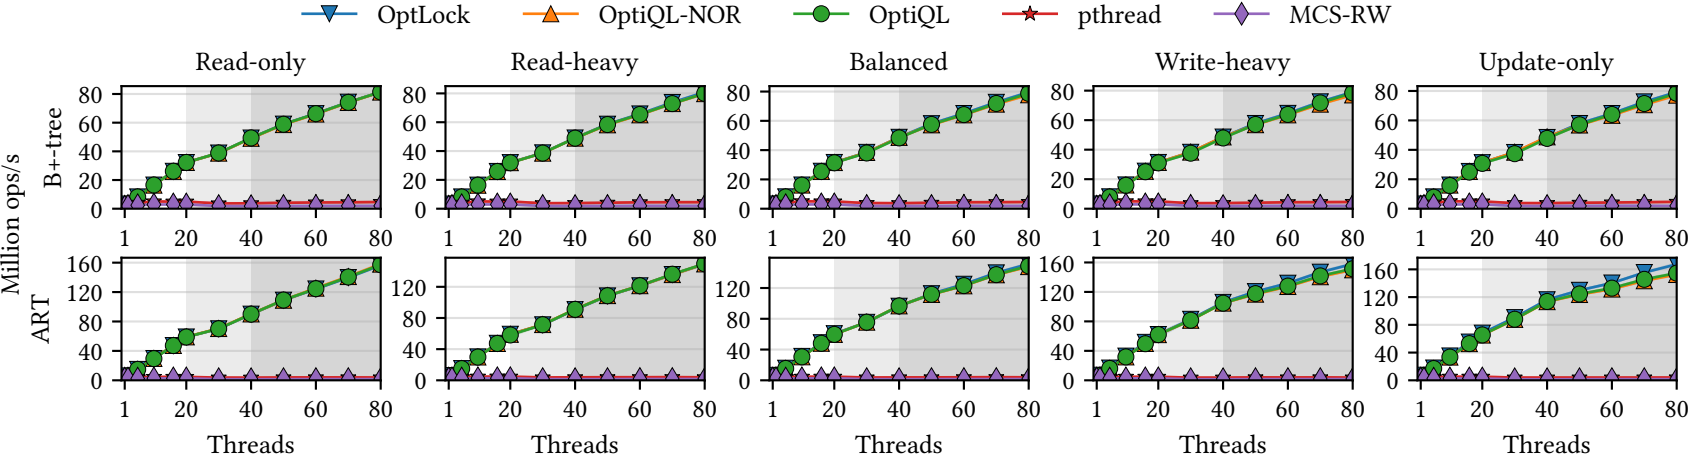 OptLock OptiQL-NOR OptiQL pthread MCS-RW
Read-only Read-heavy Balanced Write-heavy Update-only
Million ops/s
B+-tree
80 80 80 80 80
60 60 60 60 60
40 40 40 40 40
20 20 20 20 20
0 0 0 0 0
1 20 40 60 80 1 20 40 60 80 1 20 40 60 80 1 20 40 60 80 1 20 40 60 80
ART
160 160 160
120 120 120 120 120
80 80 80 80 80
40 40 40 40 40
0 0 0 0 0
1 20 40 60 80 1 20 40 60 80 1 20 40 60 80 1 20 40 60 80 1 20 40 60 80
Threads Threads Threads Threads Threads